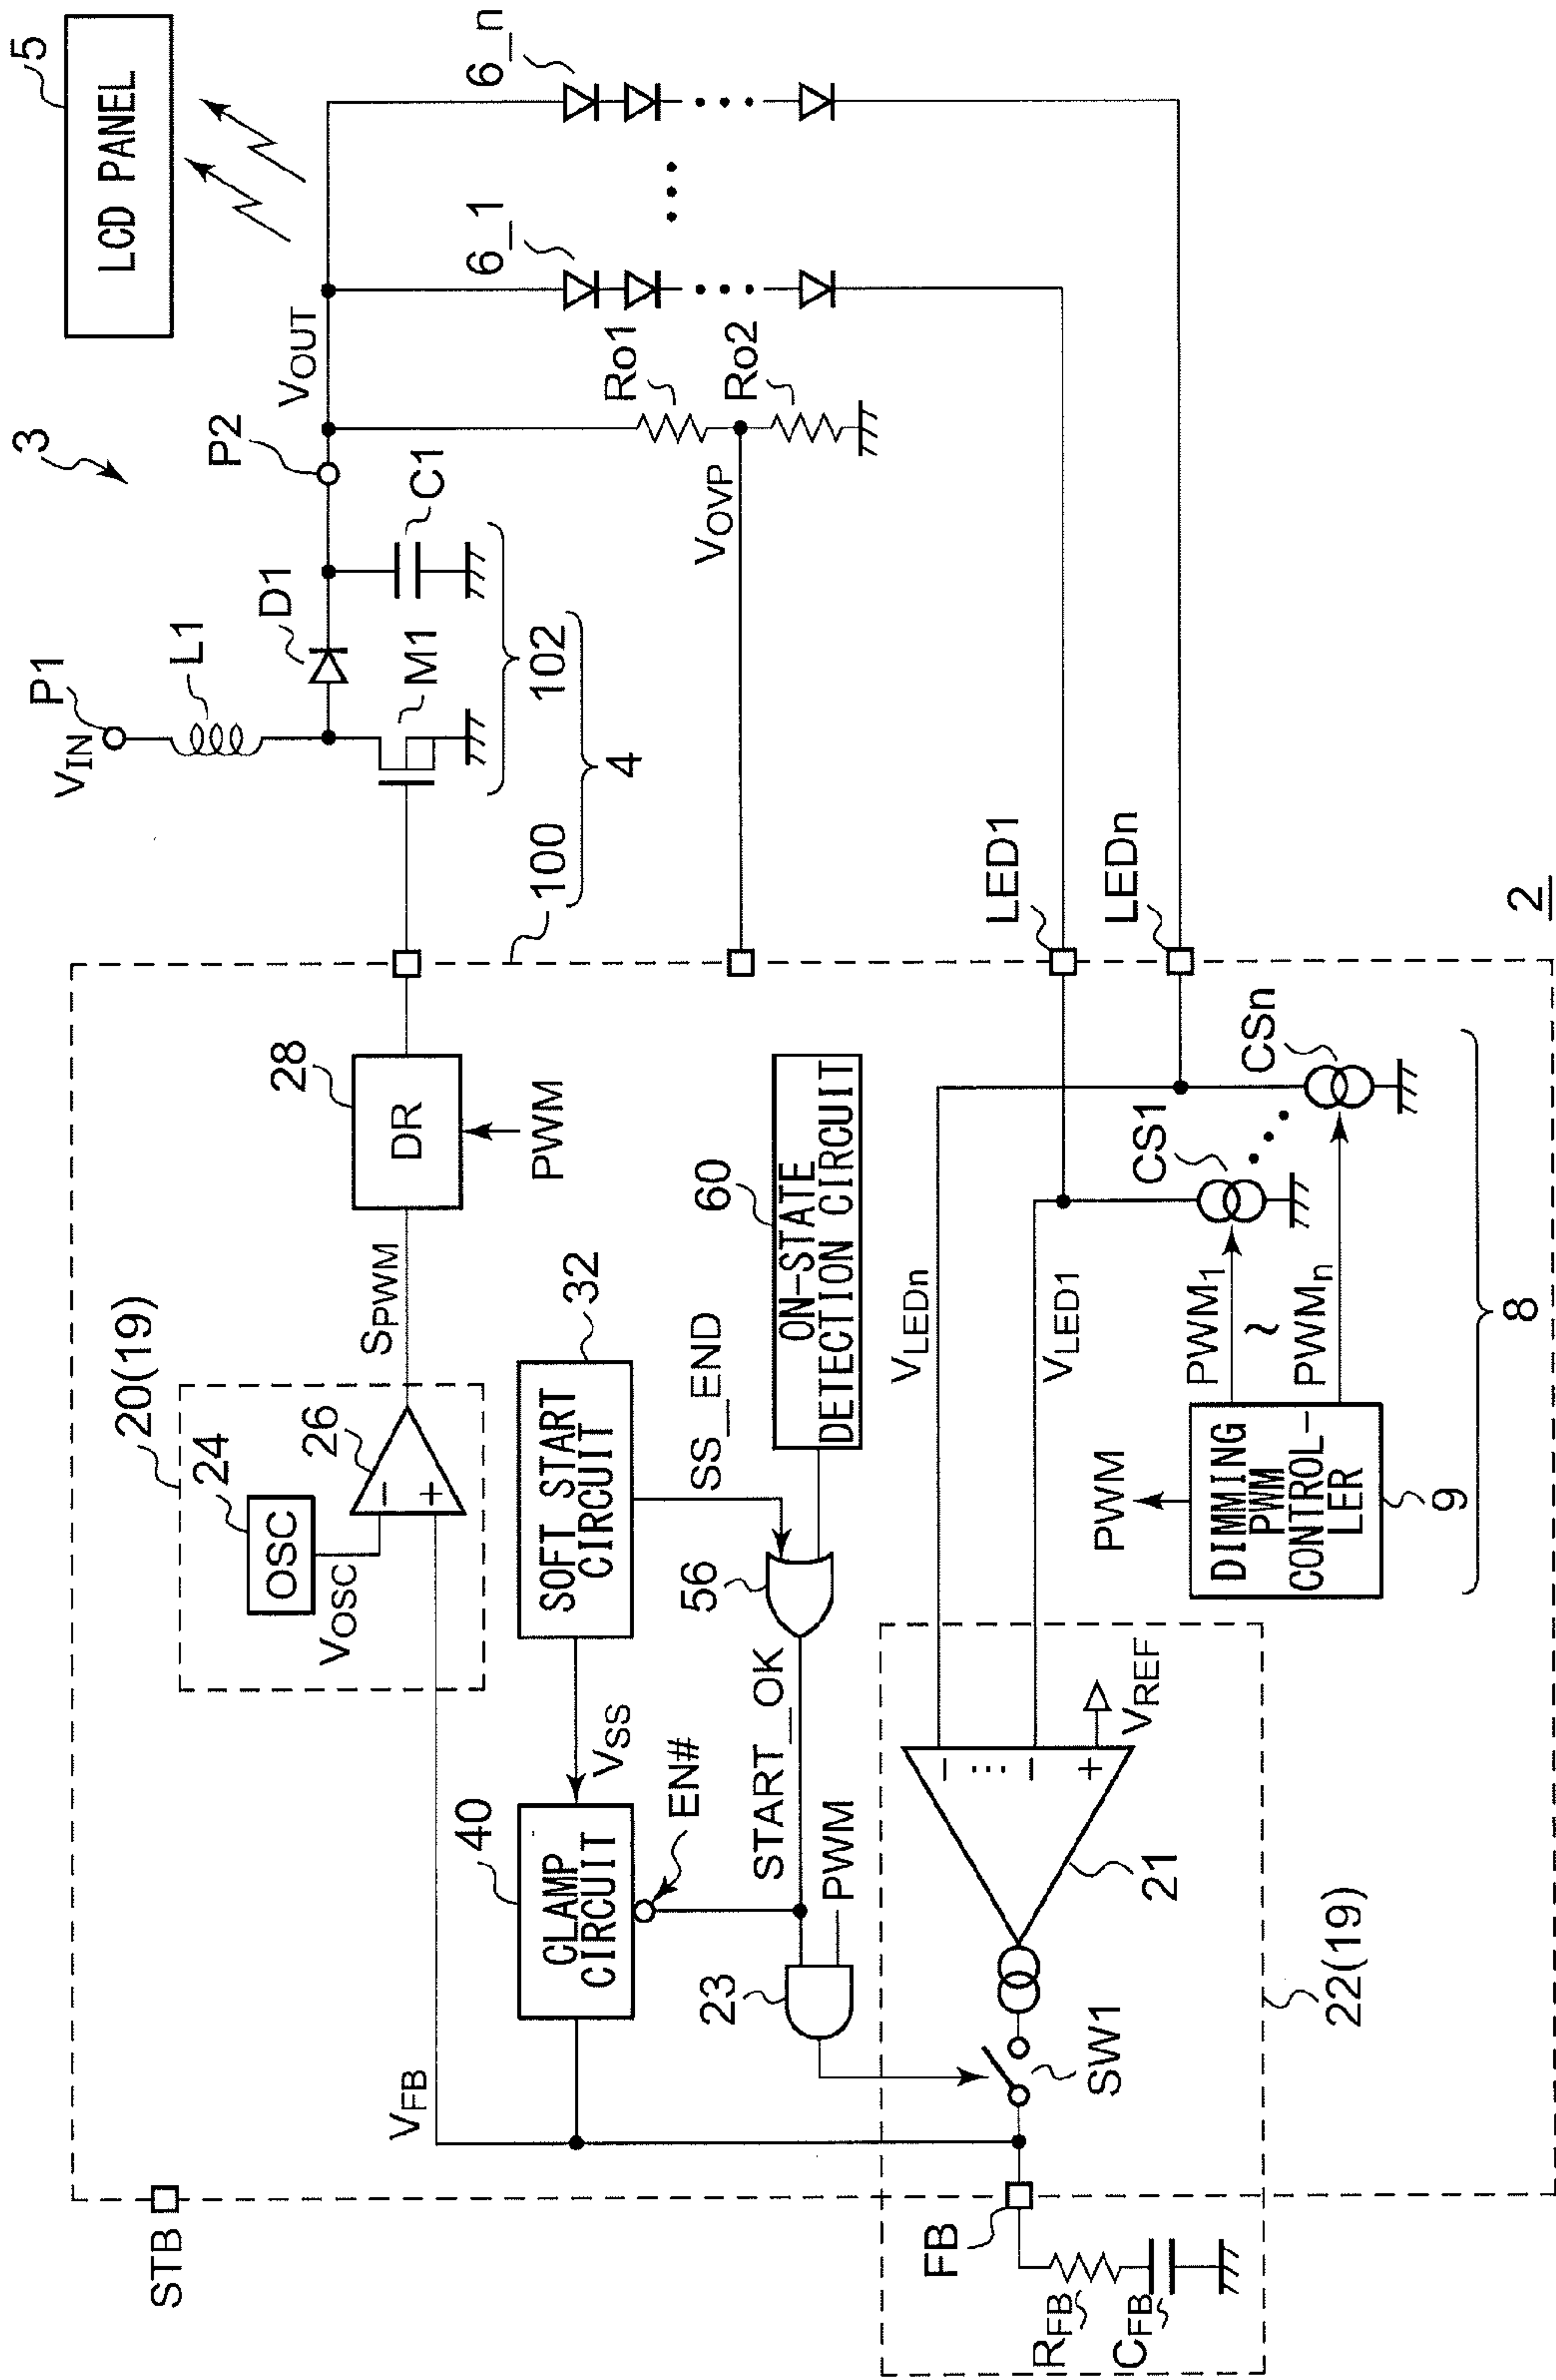 5
LCD PANEL
3
VIN
P1
L1
D1
P2
VOUT
6_1
6_n
M1
C1
102
100
4
Ro1
Ro2
VOVP
20(19)
24
OSC
VOSC
26
-
+
SPWM
28
DR
PWM
STB
VFB
40
CLAMP
CIRCUIT
VSS
EN#
32
SOFT START
CIRCUIT
SS_END
60
ON-STATE
DETECTION CIRCUIT
56
START_OK
23
PWM
LED1
LEDn
VLEDn
VLED1
CS1
CSn
PWM1
~
PWMn
PWM
DIMMING
PWM
CONTROL-
LER
9
8
-
-
+
VREF
21
SW1
22(19)
FB
RFB
CFB
2